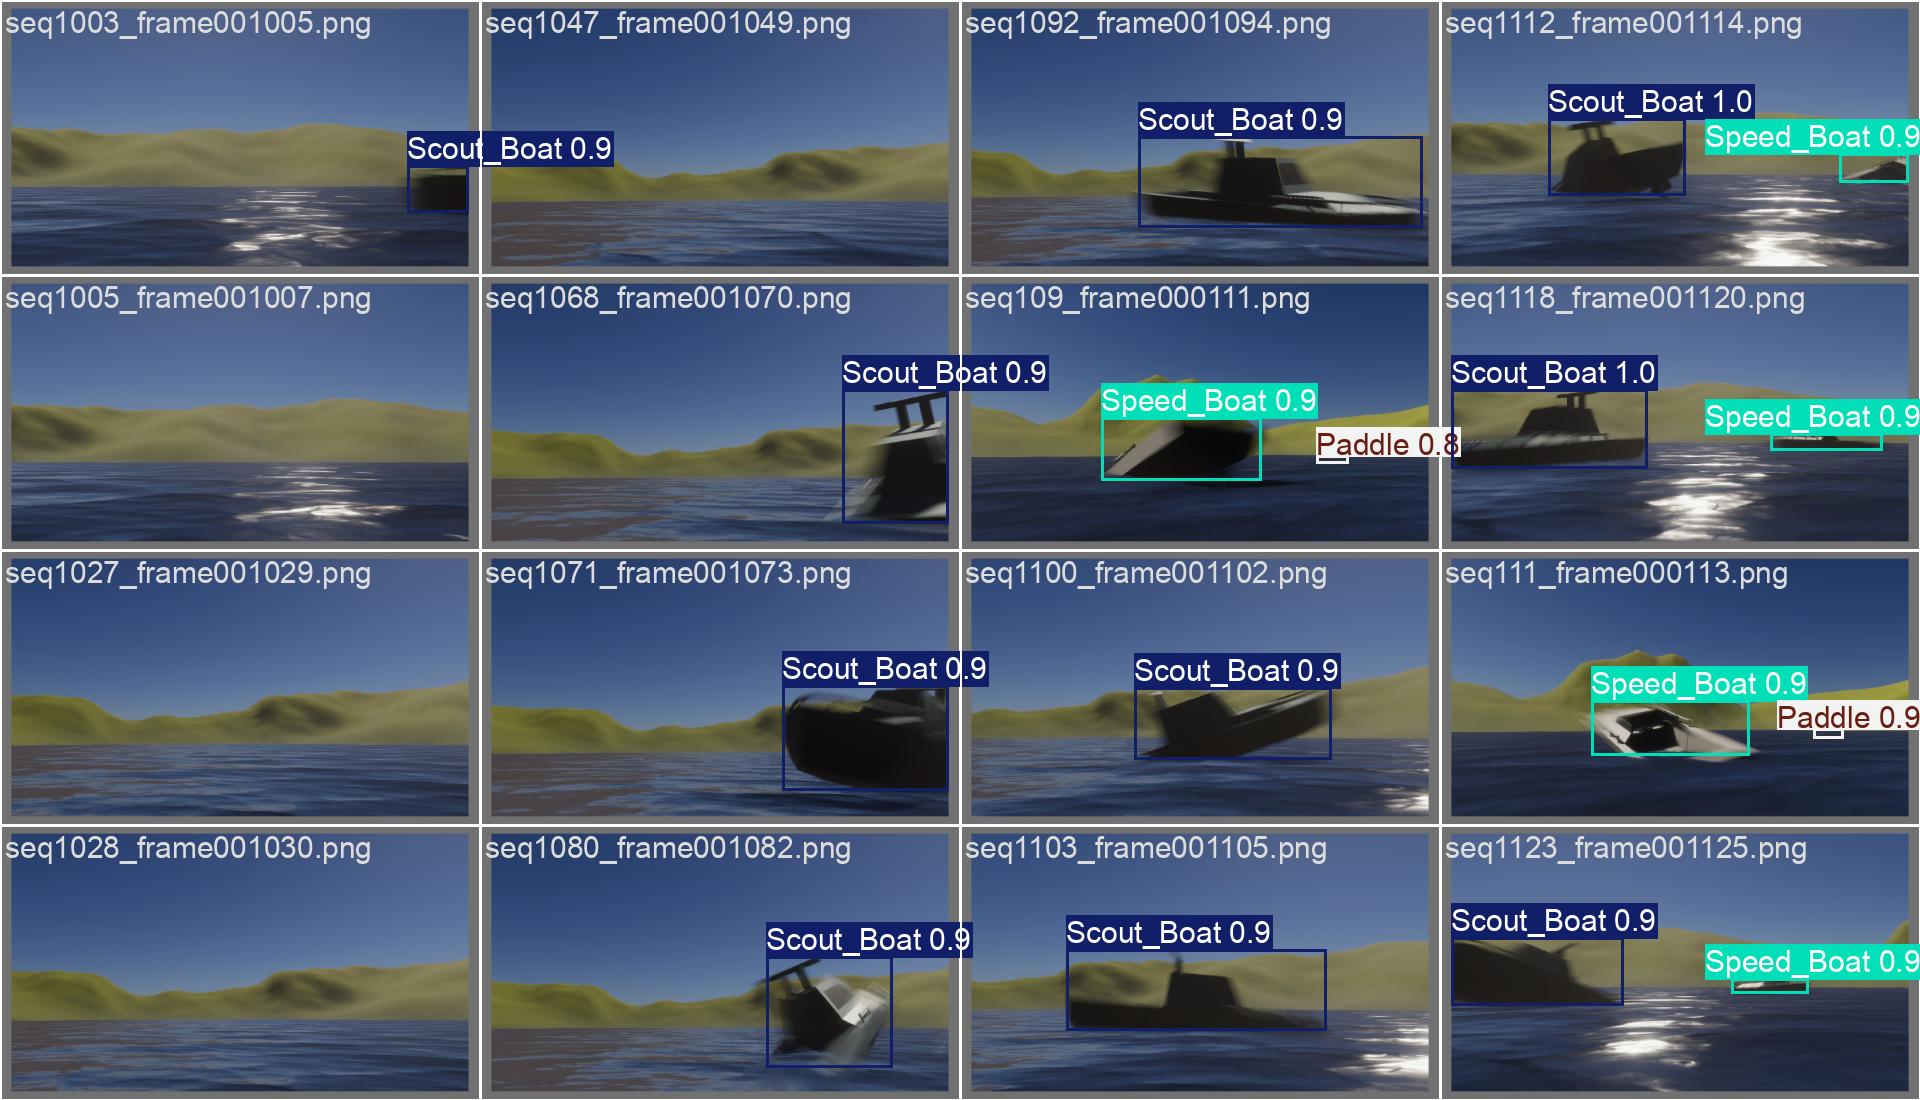 seq1003_frame001005.png
Scout_Boat 0.9
seq1047_frame001049.png
seq1092_frame001094.png
Scout_Boat 0.9
seq1112_frame001114.png
Scout_Boat 1.0
Speed_Boat 0.9
seq1005_frame001007.png
seq1068_frame001070.png
Scout_Boat 0.9
seq109_frame000111.png
Speed_Boat 0.9
Paddle 0.8
seq1118_frame001120.png
Scout_Boat 1.0
Speed_Boat 0.9
seq1027_frame001029.png
seq1071_frame001073.png
Scout_Boat 0.9
seq1100_frame001102.png
Scout_Boat 0.9
seq111_frame000113.png
Speed_Boat 0.9
Paddle 0.9
seq1028_frame001030.png
seq1080_frame001082.png
Scout_Boat 0.9
seq1103_frame001105.png
Scout_Boat 0.9
seq1123_frame001125.png
Scout_Boat 0.9
Speed_Boat 0.9